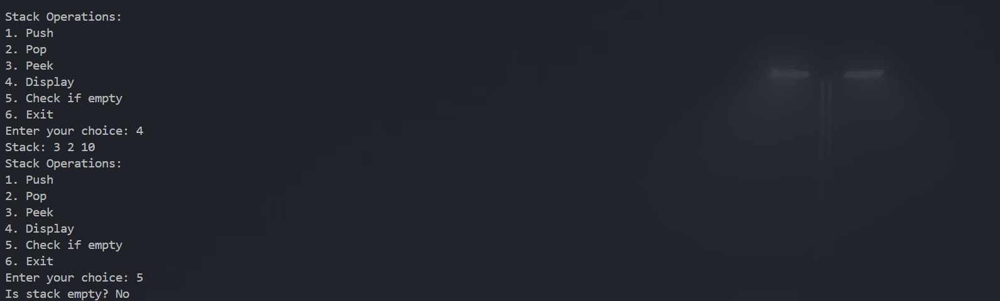 Stack Operations:
1. Push
2. Pop
3. Peek
4. Display
5. Check if empty
6. Exit
Enter your choice: 4
Stack: 3 2 10
Stack Operations:
1. Push
2. Pop
3. Peek
4. Display
5. Check if empty
6. Exit
Enter your choice: 5
Is stack empty? No